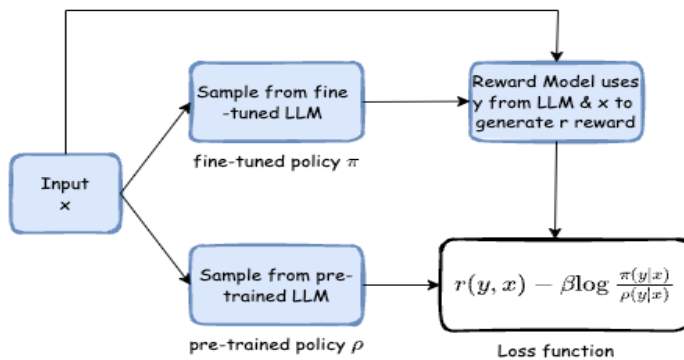 Input
x
Sample from fine
-tuned LLM
fine-tuned policy π
Reward Model uses
y from LLM & x to
generate r reward
Sample from pre-
trained LLM
pre-trained policy ρ
r(y, x) − βlog π(y|x)/ρ(y|x)
Loss function